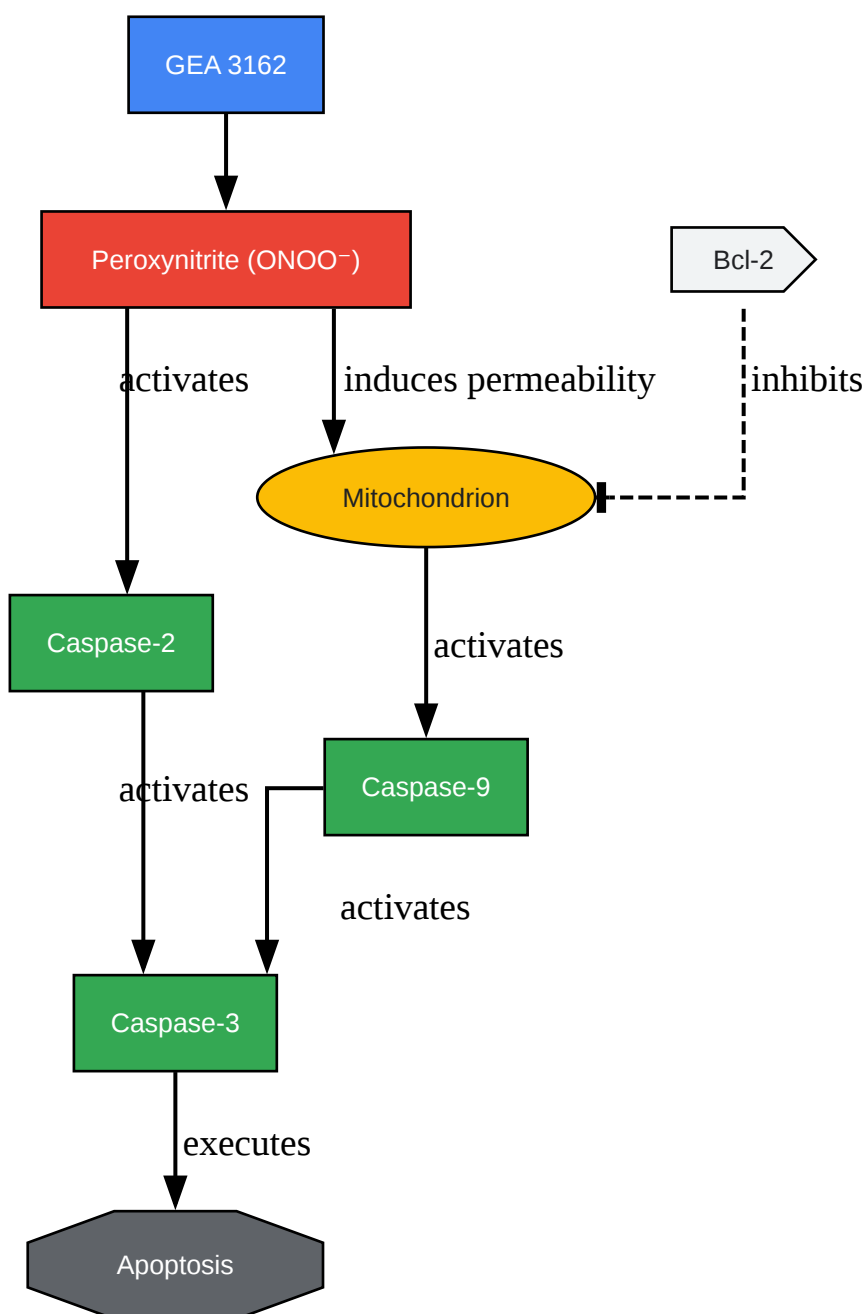 GEA 3162
Peroxynitrite (ONOO⁻)
Bcl-2
activates
induces permeability
inhibits
Mitochondrion
Caspase-2
activates
activates
Caspase-9
activates
Caspase-3
executes
Apoptosis